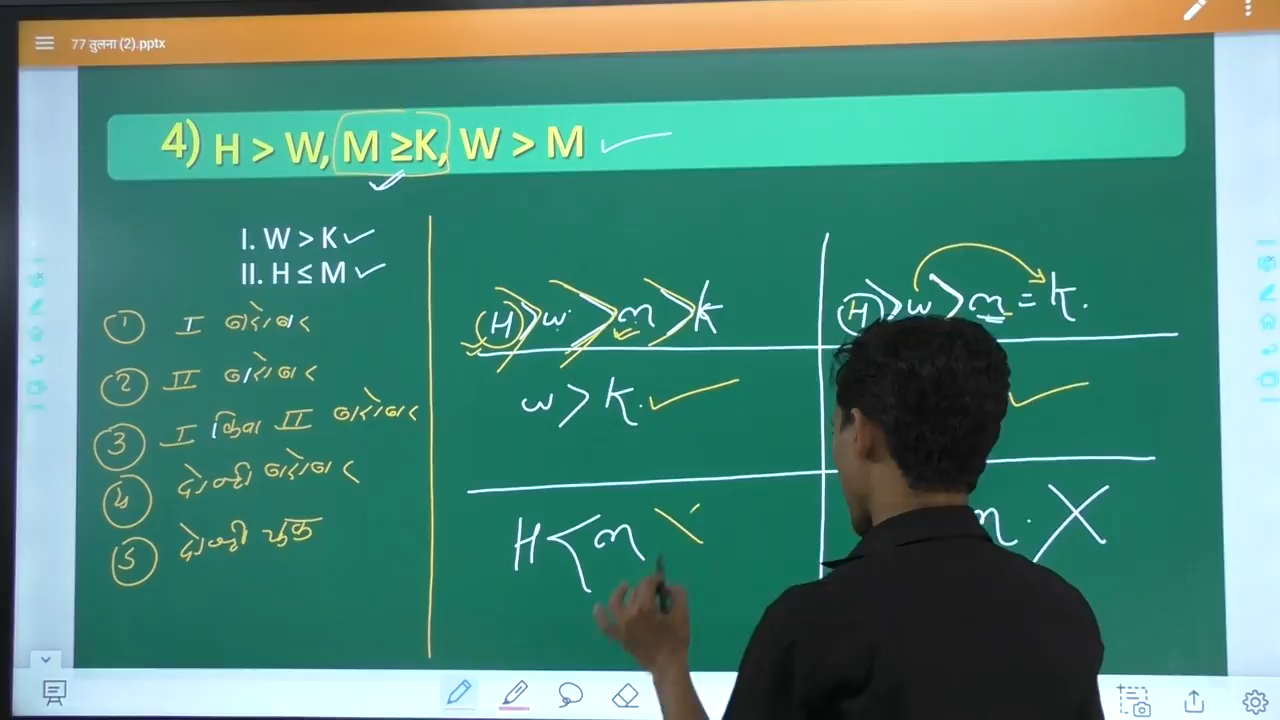 77 तुलना (2).pptx
4) H > W, M ≥K, W > M
I. W > K
II. H ≤ M
1 I बरोबर
2 II बरोबर
3 I किंवा II बरोबर
4 दोन्ही बरोबर
5 दोन्ही चूक
H > w > m > k
w > k.
H < m
H > w > m = k.
m.